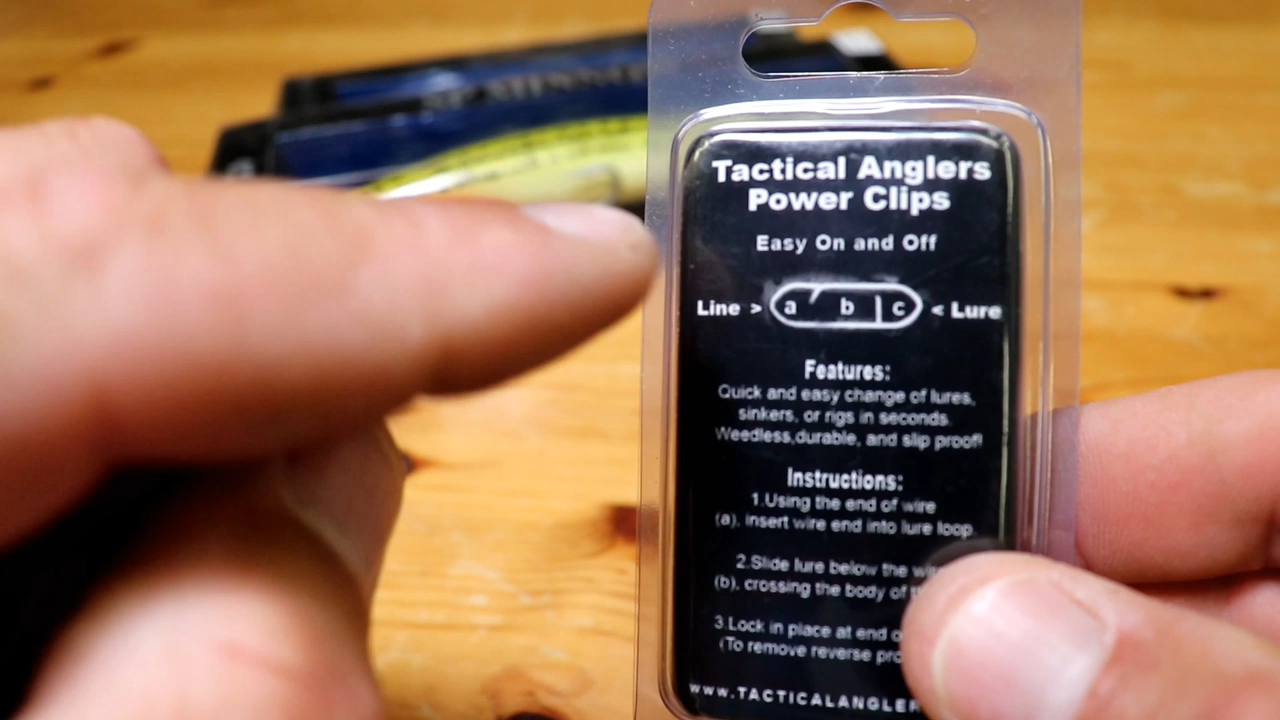 SP MINNOW
Tactical Anglers
Power Clips
Easy On and Off
Line > a b c < Lure
Features:
Quick and easy change of lures,
sinkers, or rigs in seconds.
Weedless,durable, and slip proof!
Instructions:
1.Using the end of wire
(a), insert wire end into lure loop.
2.Slide lure below the
(b), crossing the body of
3.Lock in place at end
(To remove reverse
www.TACTICALANGLER